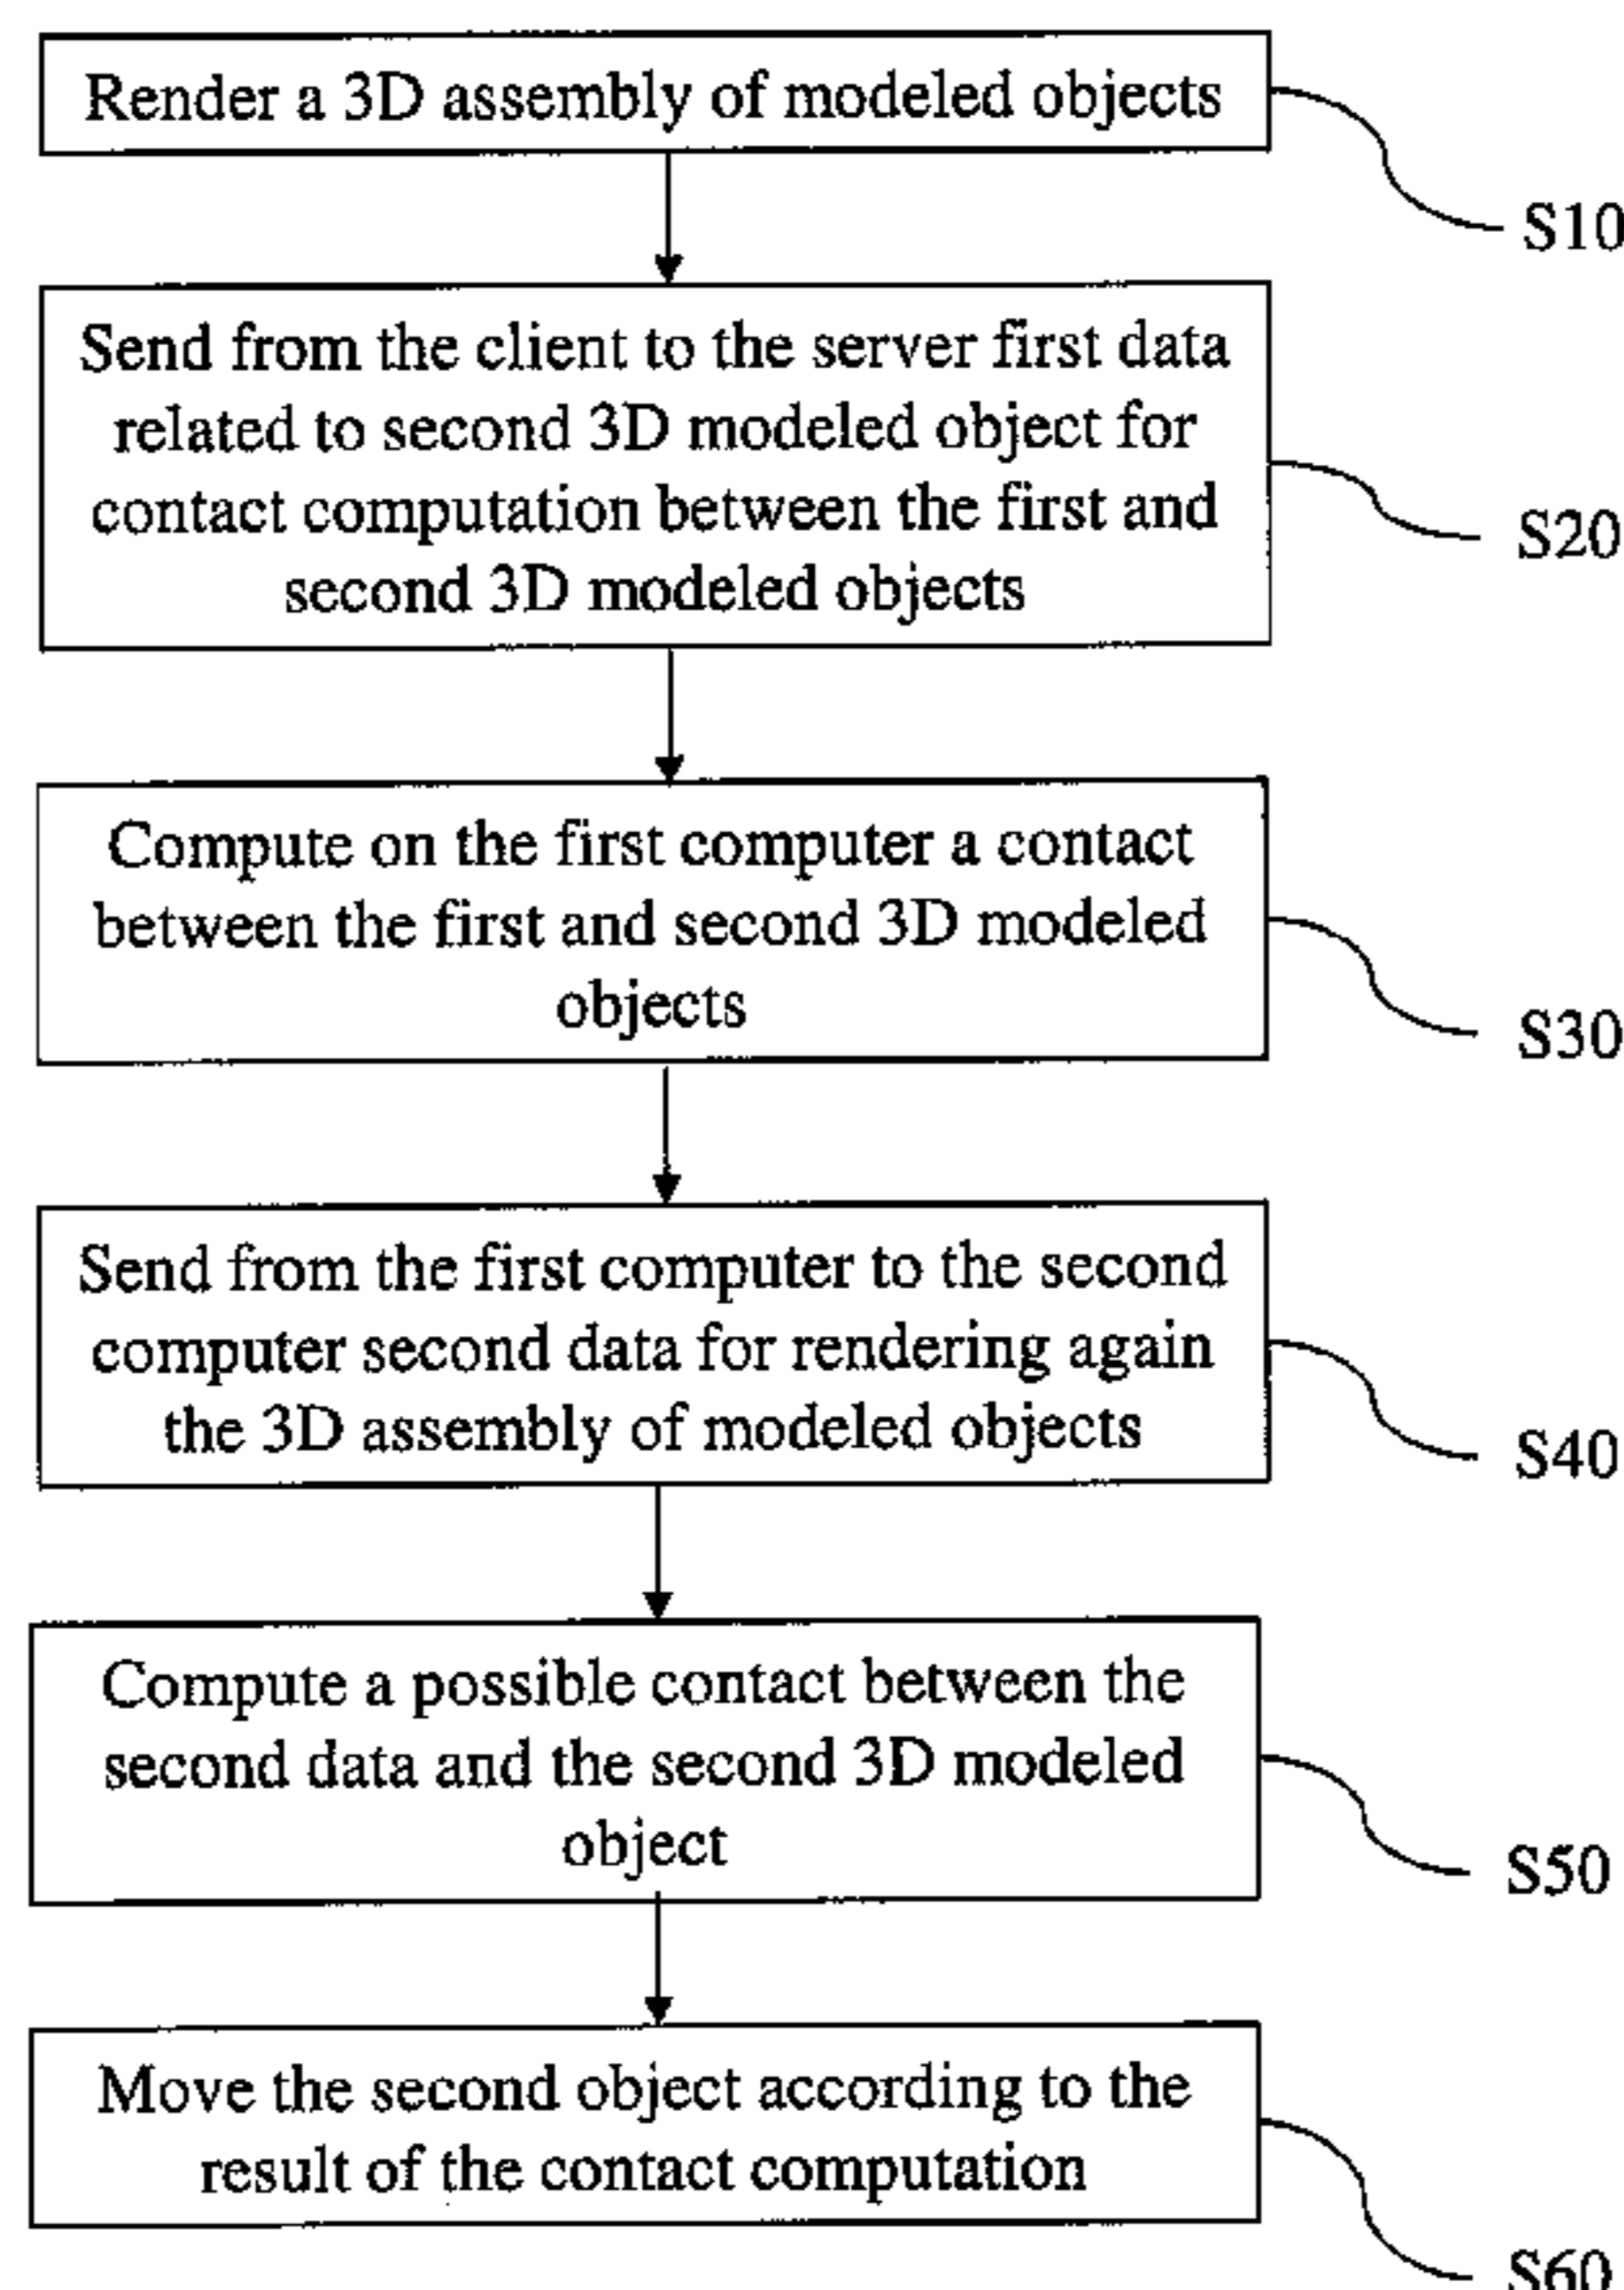 Render a 3D assembly of modeled objects
S10
Send from the client to the server first data
related to second 3D modeled object for
contact computation between the first and
second 3D modeled objects
S20
Compute on the first computer a contact
between the first and second 3D modeled
objects
S30
Send from the first computer to the second
computer second data for rendering again
the 3D assembly of modeled objects
S40
Compute a possible contact between the
second data and the second 3D modeled
object
S50
Move the second object according to the
result of the contact computation
S60